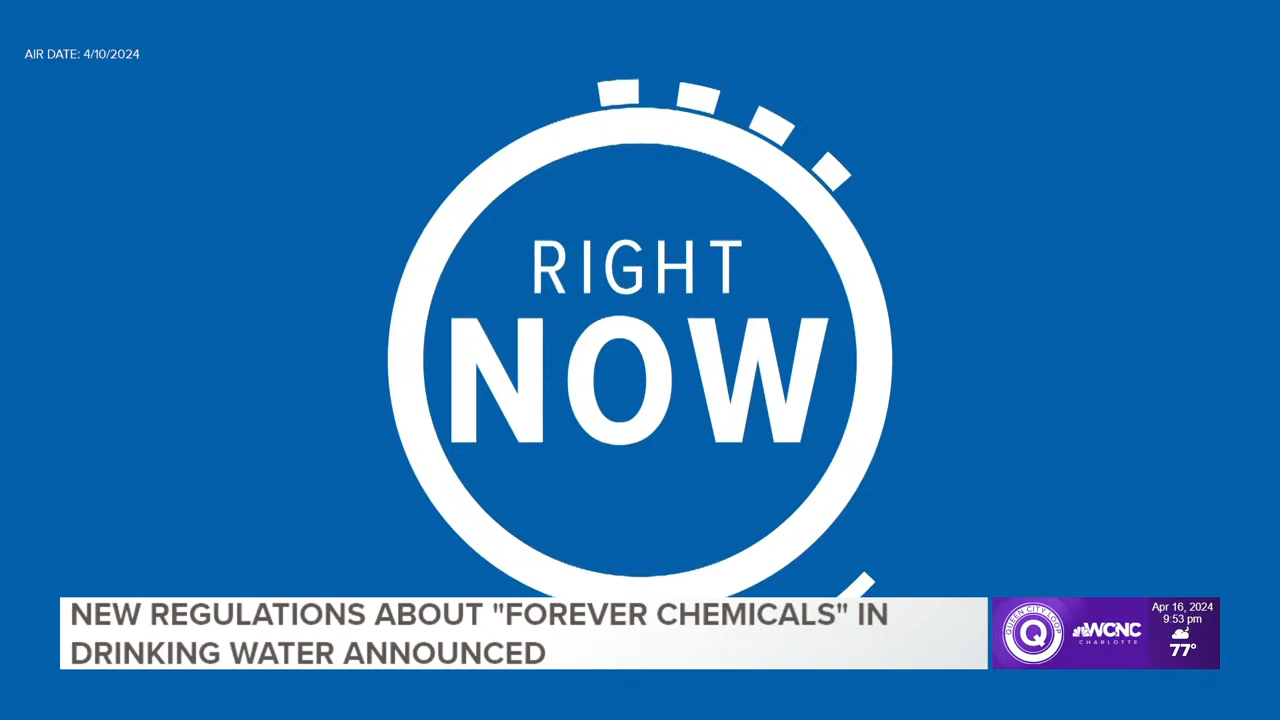 AIR DATE: 4/10/2024
RIGHT
NOW
NEW REGULATIONS ABOUT "FOREVER CHEMICALS" IN
DRINKING WATER ANNOUNCED
QUEEN CITY LOOP
Q
WCNC
CHARLOTTE
Apr 16, 2024
9:53 pm
77°